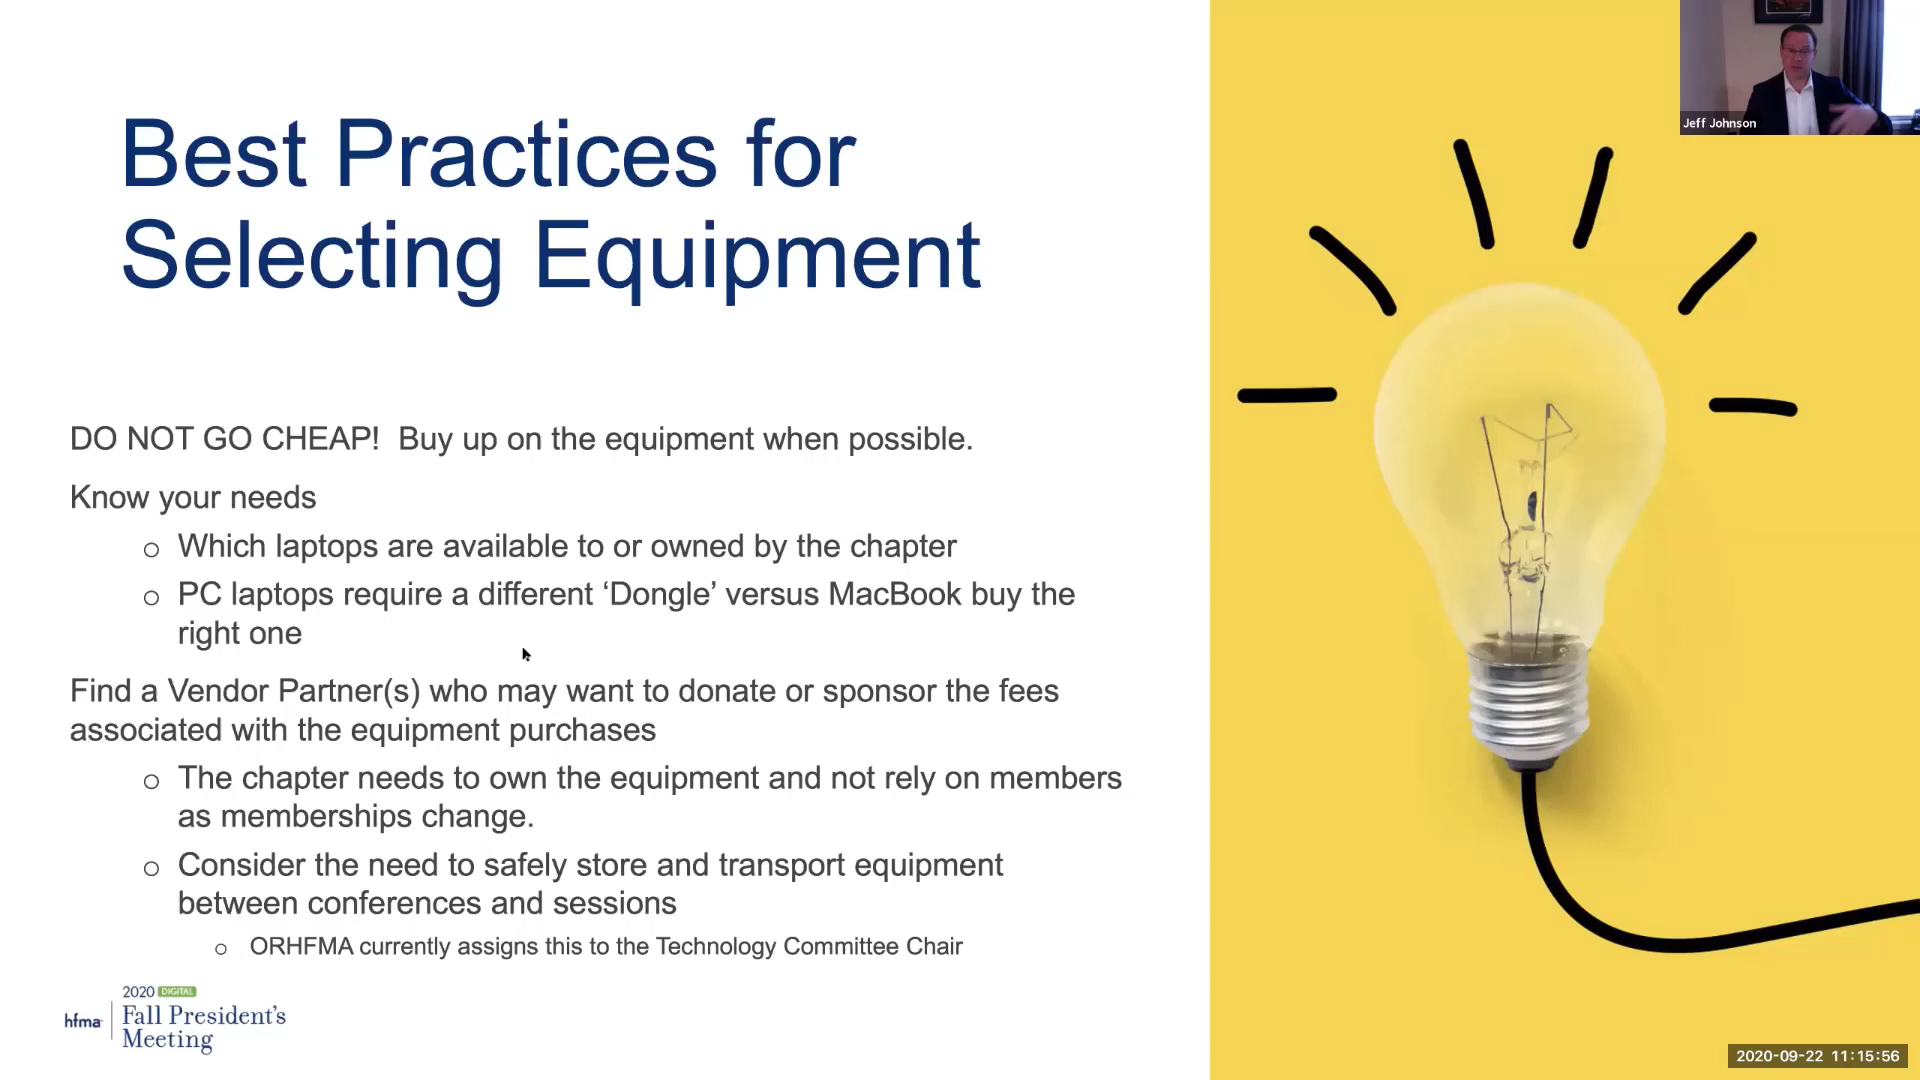 Jeff Johnson
Best Practices for
Selecting Equipment
DO NOT GO CHEAP!  Buy up on the equipment when possible.
Know your needs
o Which laptops are available to or owned by the chapter
o PC laptops require a different ‘Dongle’ versus MacBook buy the
right one
Find a Vendor Partner(s) who may want to donate or sponsor the fees
associated with the equipment purchases
o The chapter needs to own the equipment and not rely on members
as memberships change.
o Consider the need to safely store and transport equipment
between conferences and sessions
o ORHFMA currently assigns this to the Technology Committee Chair
2020 DIGITAL
hfma
Fall President's
Meeting
2020-09-22 11:15:56